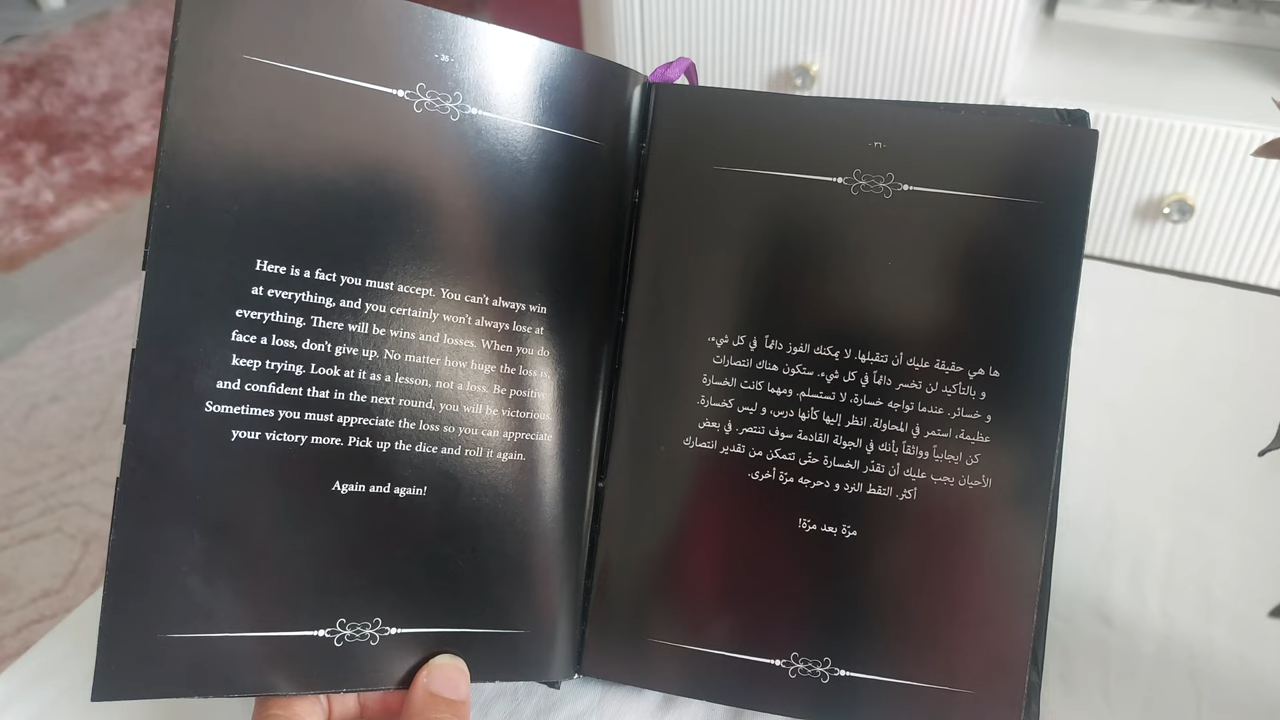 - 35 -
Here is a fact you must accept. You can't always win
at everything, and you certainly won't always lose at
everything. There will be wins and losses. When you do
face a loss, don't give up. No matter how huge the loss is,
keep trying. Look at it as a lesson, not a loss. Be positive
and confident that in the next round, you will be victorious.
Sometimes you must appreciate the loss so you can appreciate
your victory more. Pick up the dice and roll it again.
Again and again!
- ٣٦ -
ها هي حقيقة عليك أن تتقبلها. لا يمكنك الفوز دائماً في كل شيء،
و بالتأكيد لن تخسر دائماً في كل شيء. ستكون هناك انتصارات
و خسائر. عندما تواجه خسارة، لا تستسلم. ومهما كانت الخسارة
عظيمة، استمر في المحاولة. انظر إليها كأنها درس، و ليس كخسارة.
كن ايجابياً وواثقاً بأنك في الجولة القادمة سوف تنتصر. في بعض
الأحيان يجب عليك أن تقدّر الخسارة حتّى تتمكن من تقدير انتصارك
أكثر. التقط النرد و دحرجه مرّة أخرى.
مرّة بعد مرّة!